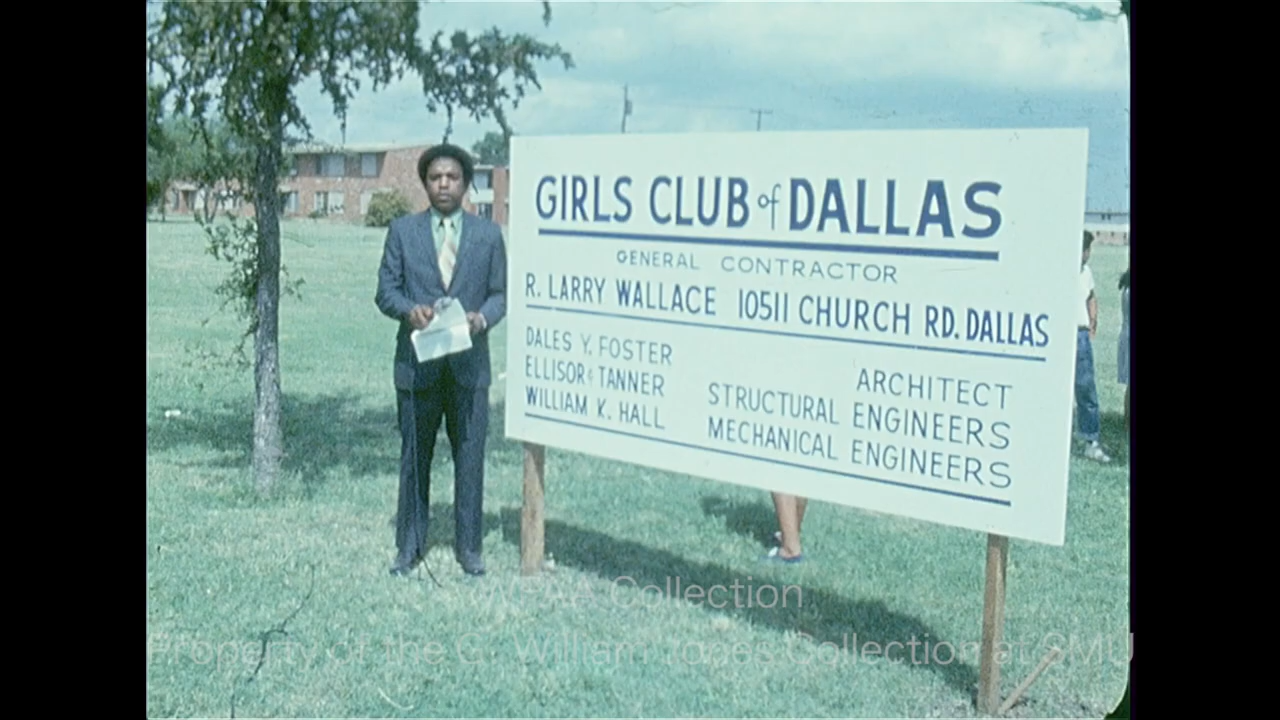 GIRLS CLUB of DALLAS
GENERAL CONTRACTOR
R. LARRY WALLACE 10511 CHURCH RD. DALLAS
DALES Y. FOSTER ARCHITECT
ELLISOR & TANNER STRUCTURAL ENGINEERS
WILLIAM K. HALL MECHANICAL ENGINEERS
WFAA Collection
Property of the G. William Jones Collection at SMU